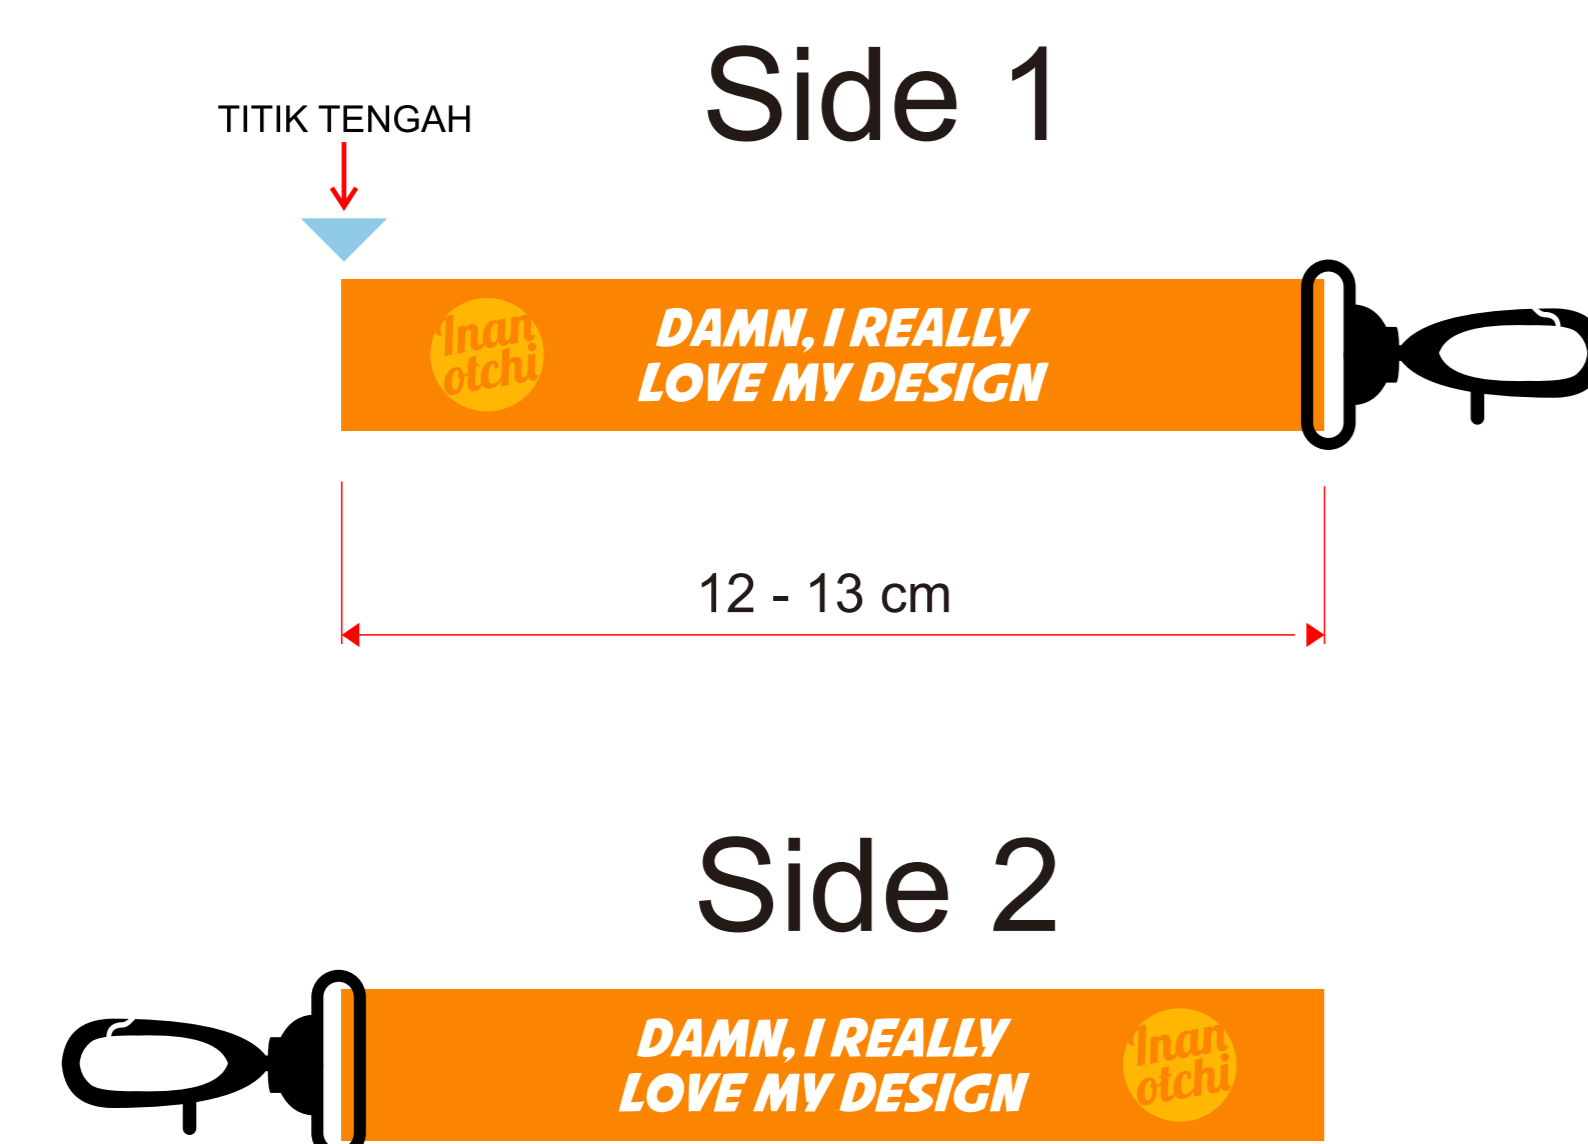 Side 1
TITIK TENGAH
Inan
otchi
DAMN, I REALLY
LOVE MY DESIGN
12 - 13 cm
Side 2
DAMN, I REALLY
LOVE MY DESIGN
Inan
otchi